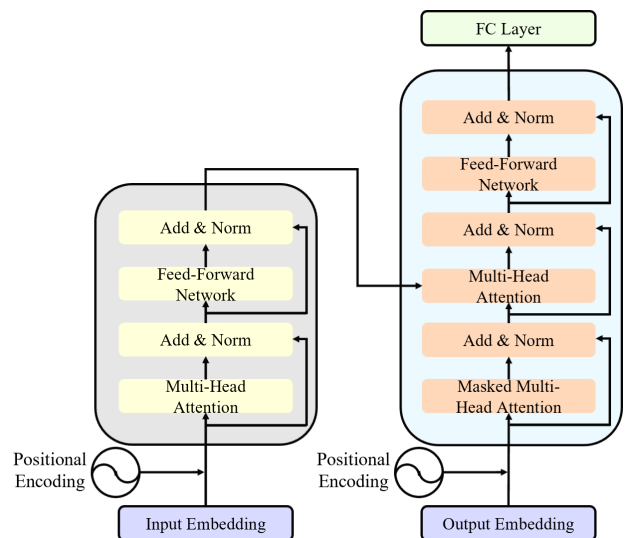 FC Layer
Add & Norm
Feed-Forward
Network
Add & Norm
Multi-Head
Attention
Add & Norm
Masked Multi-
Head Attention
Positional
Encoding
Output Embedding
Add & Norm
Feed-Forward
Network
Add & Norm
Multi-Head
Attention
Positional
Encoding
Input Embedding